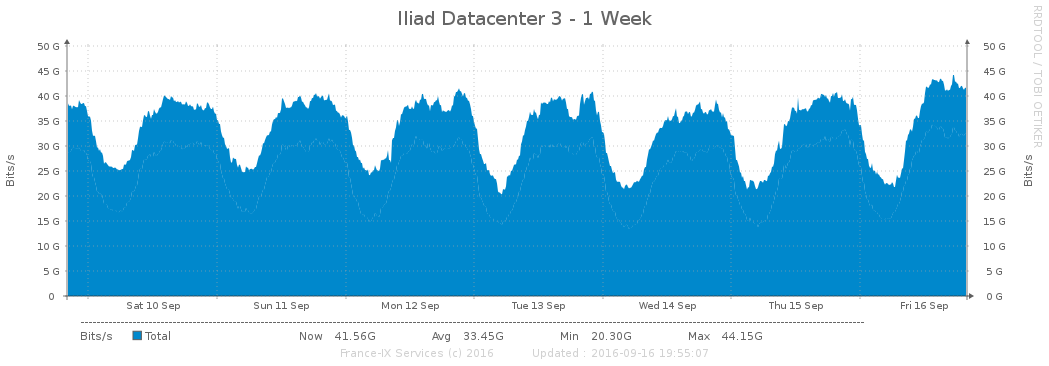 Iliad Datacenter 3 - 1 Week
RRDTOOL / TOBI OETIKER
Bits/s
Bits/s
50 G 50 G
45 G 45 G
40 G 40 G
35 G 35 G
30 G 30 G
25 G 25 G
20 G 20 G
15 G 15 G
10 G 10 G
5 G 5 G
0 0 G
Sat 10 Sep Sun 11 Sep Mon 12 Sep Tue 13 Sep Wed 14 Sep Thu 15 Sep Fri 16 Sep
Bits/s Total Now 41.56G Avg 33.45G Min 20.30G Max 44.15G
France-IX Services (c) 2016 Updated : 2016-09-16 19:55:07